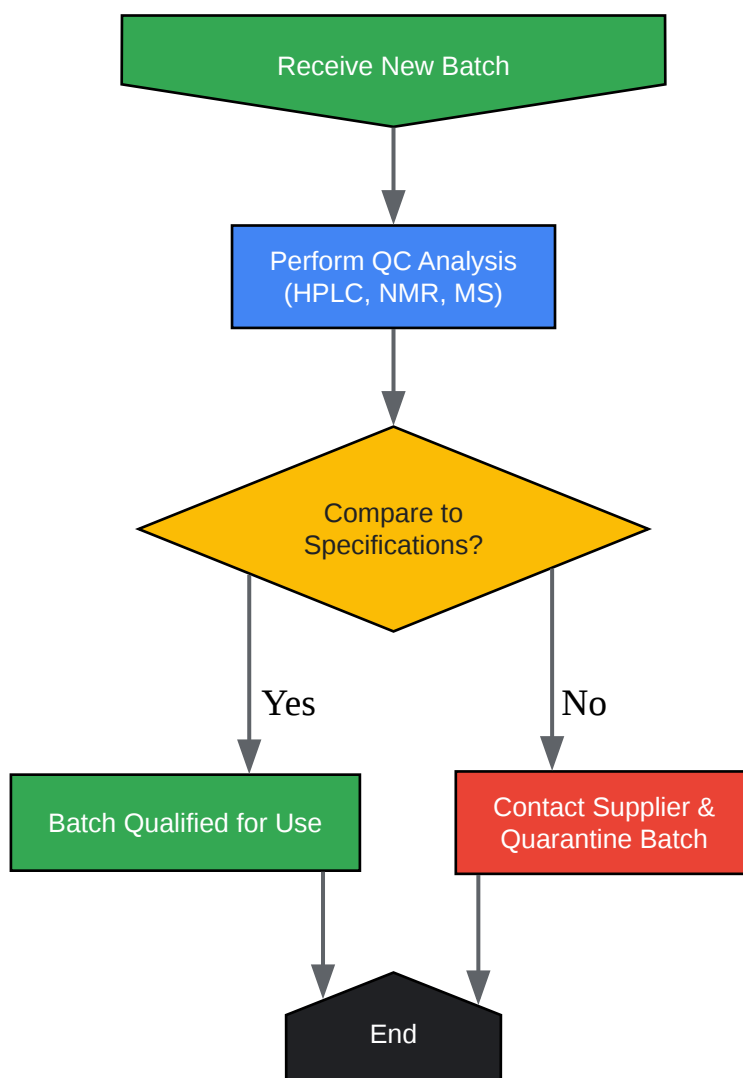 Receive New Batch
Perform QC Analysis
(HPLC, NMR, MS)
Compare to
Specifications?
Yes
No
Batch Qualified for Use
Contact Supplier &
Quarantine Batch
End